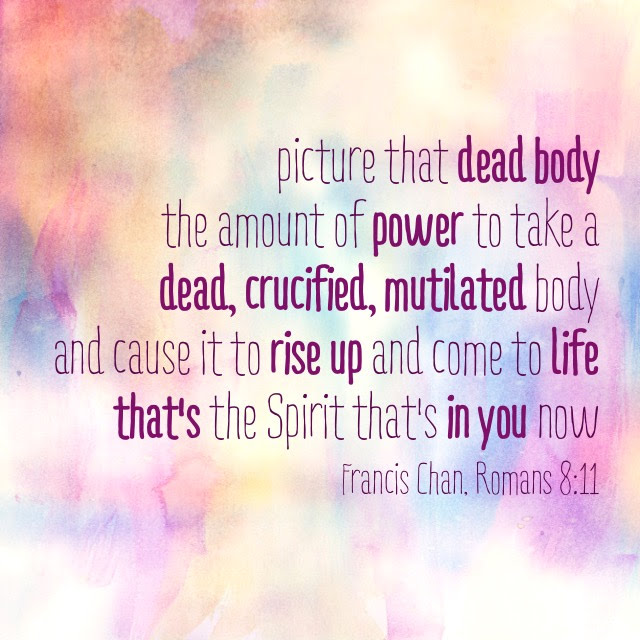 picture that dead body
the amount of power to take a
dead, crucified, mutilated body
and cause it to rise up and come to life
that's the Spirit that's in you now
Francis Chan, Romans 8:11